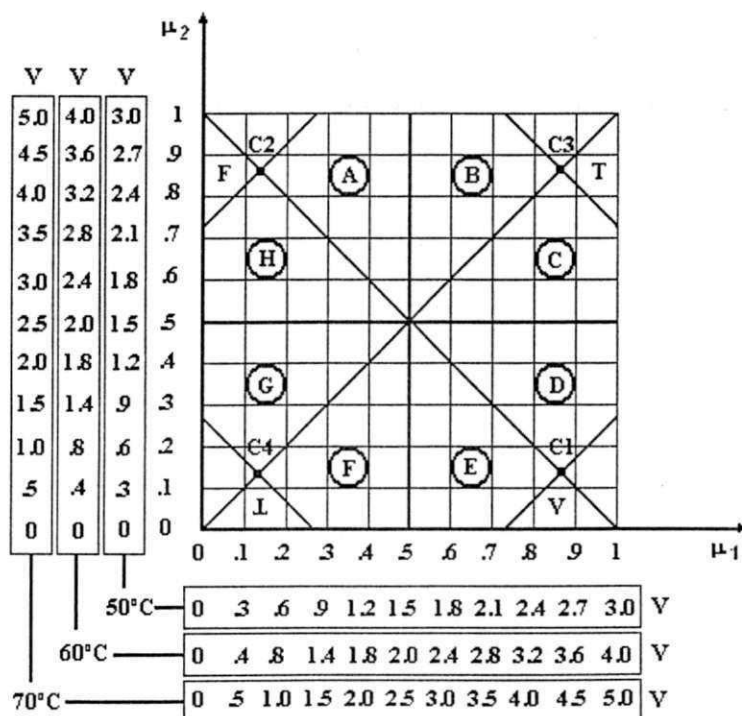 μ2
V V V
5.0 4.0 3.0 1
4.5 3.6 2.7 .9 C2 C3
F A B T
4.0 3.2 2.4 .8
3.5 2.8 2.1 .7
H C
3.0 2.4 1.8 .6
2.5 2.0 1.5 .5
2.0 1.8 1.2 .4
G D
1.5 1.4 .9 .3
1.0 .8 .6 .2 C4 C1
F E
.5 .4 .3 .1
⊥ V
0 0 0 0
0 .1 .2 .3 .4 .5 .6 .7 .8 .9 1 μ1
50°C 0 .3 .6 .9 1.2 1.5 1.8 2.1 2.4 2.7 3.0 V
60°C 0 .4 .8 1.4 1.8 2.0 2.4 2.8 3.2 3.6 4.0 V
70°C 0 .5 1.0 1.5 2.0 2.5 3.0 3.5 4.0 4.5 5.0 V